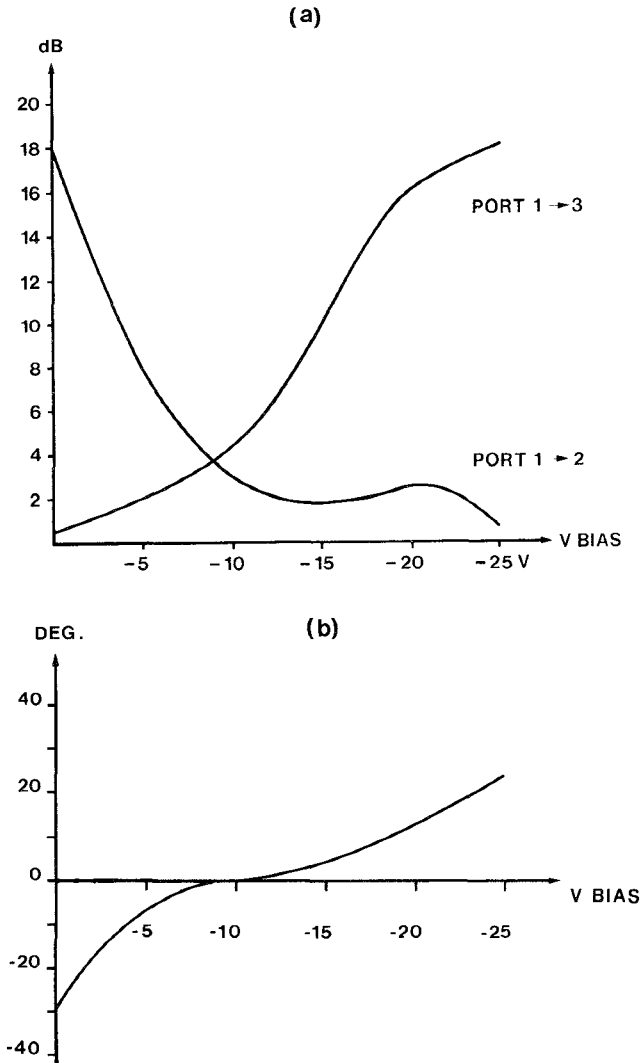 (a)
dB
20
18
16
14
12
10
8
6
4
2
PORT 1 → 3
PORT 1 → 2
V BIAS
-5 -10 -15 -20 -25 V
(b)
DEG.
40
20
0
-20
-40
V BIAS
-5 -10 -15 -20 -25